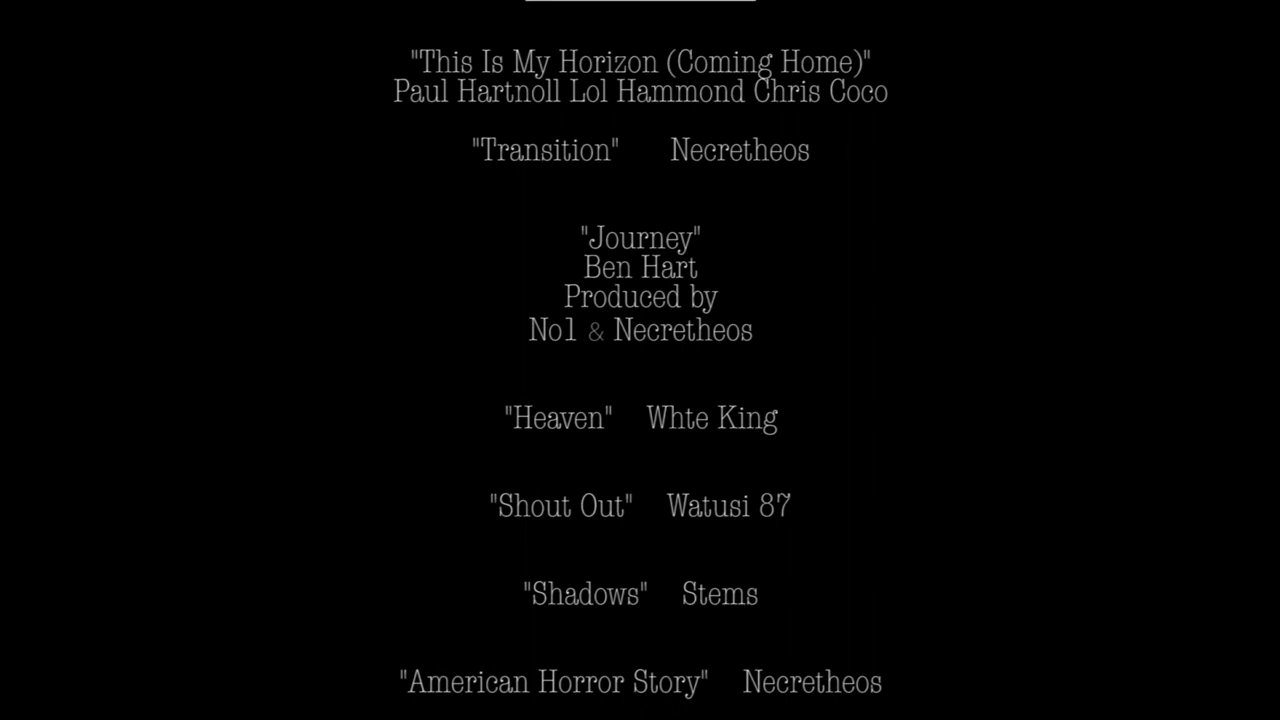 "This Is My Horizon (Coming Home)"
Paul Hartnoll Lol Hammond Chris Coco
"Transition" Necretheos
"Journey"
Ben Hart
Produced by
No1 & Necretheos
"Heaven" Whte King
"Shout Out" Watusi 87
"Shadows" Stems
"American Horror Story" Necretheos